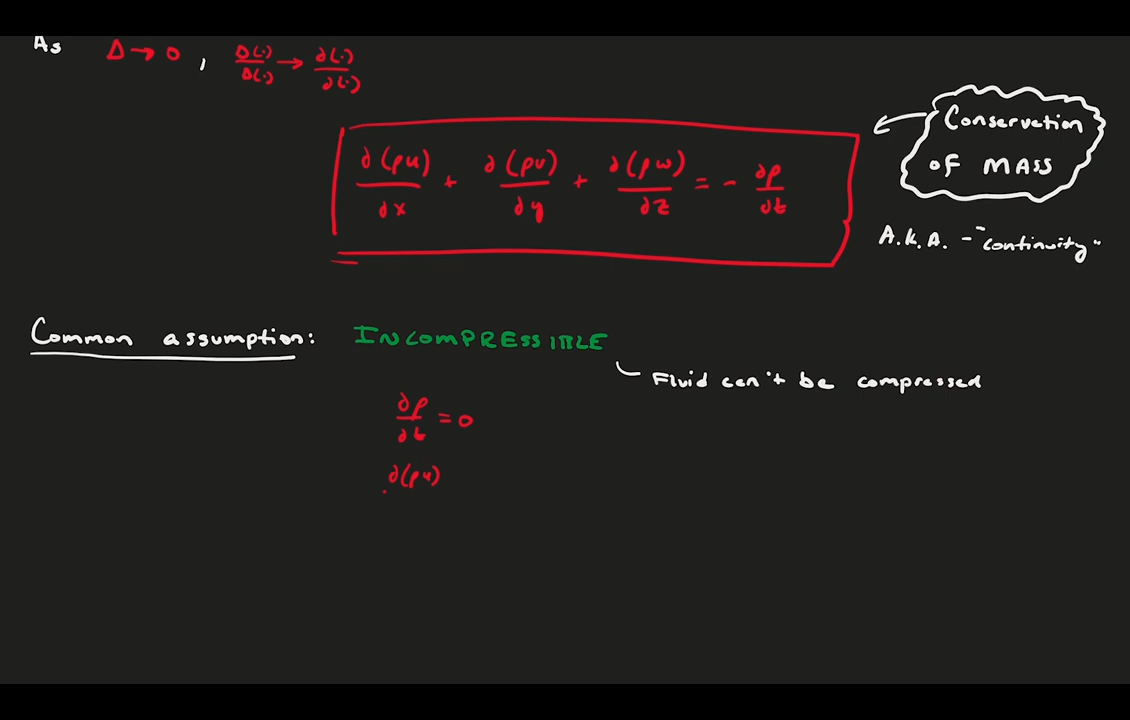 As Δ → 0 , Δ(·)/Δ(·) → ∂(·)/∂(·)
Conservation
of MASS
∂(ρu)/∂x + ∂(ρv)/∂y + ∂(ρw)/∂z = - ∂ρ/∂t
A.K.A. - "continuity"
Common assumption: INCOMPRESSIBLE
Fluid can't be compressed
∂ρ/∂t = 0
∂(ρu)